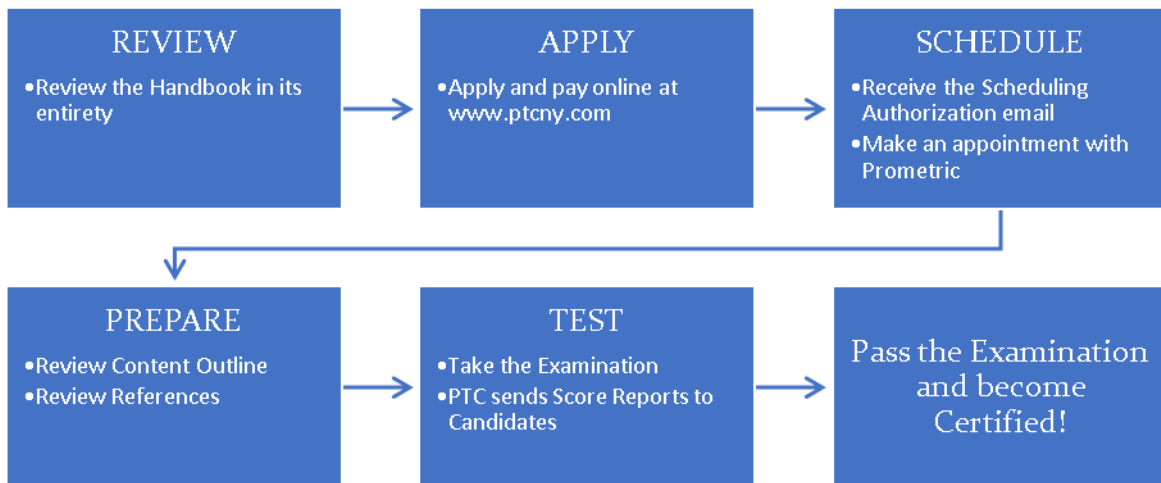 REVIEW
•Review the Handbook in its
entirety
APPLY
•Apply and pay online at
www.ptcny.com
SCHEDULE
•Receive the Scheduling
Authorization email
•Make an appointment with
Prometric
PREPARE
•Review Content Outline
•Review References
TEST
•Take the Examination
•PTC sends Score Reports to
Candidates
Pass the Examination
and become
Certified!